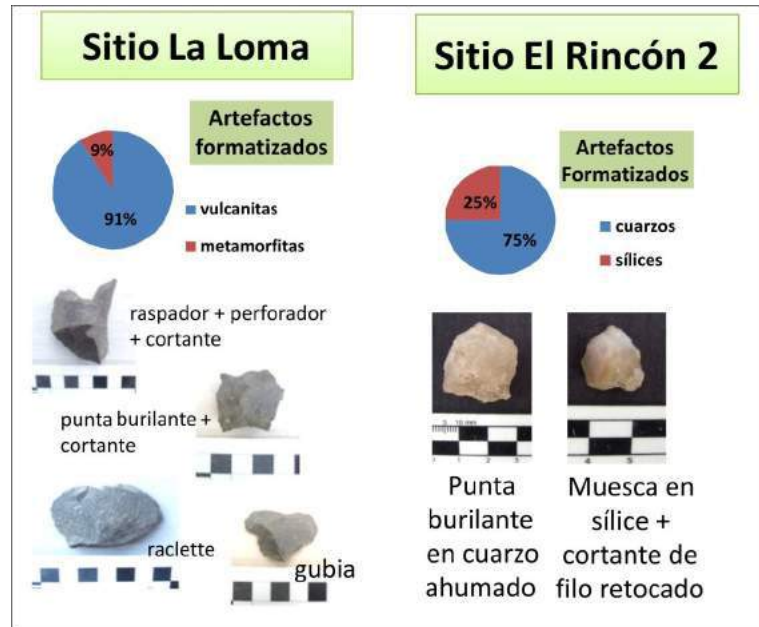 Sitio La Loma
Artefactos
formatizados
9%
91%
vulcanitas
metamorfitas
raspador + perforador
+ cortante
punta burilante +
cortante
raclette
gubia
Sitio El Rincón 2
Artefactos
Formatizados
25%
75%
cuarzos
sílices
Punta
burilante
en cuarzo
ahumado
Muesca en
sílice +
cortante de
filo retocado